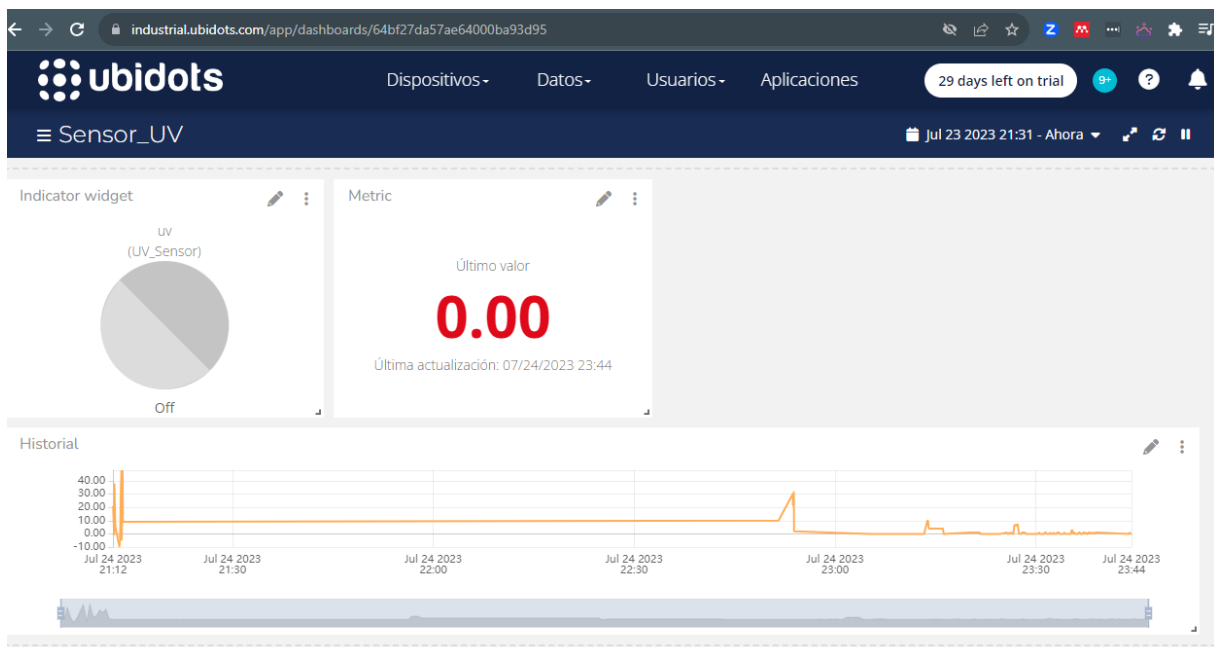 industrial.ubidots.com/app/dashboards/64bf27da57ae64000ba93d95
ubidots
Dispositivos
Datos
Usuarios
Aplicaciones
29 days left on trial
9+
?
Sensor_UV
Jul 23 2023 21:31 - Ahora
Indicator widget
uv
(UV_Sensor)
Off
Metric
Último valor
0.00
Última actualización: 07/24/2023 23:44
Historial
40.00
30.00
20.00
10.00
0.00
-10.00
Jul 24 2023
21:12
Jul 24 2023
21:30
Jul 24 2023
22:00
Jul 24 2023
22:30
Jul 24 2023
23:00
Jul 24 2023
23:30
Jul 24 2023
23:44